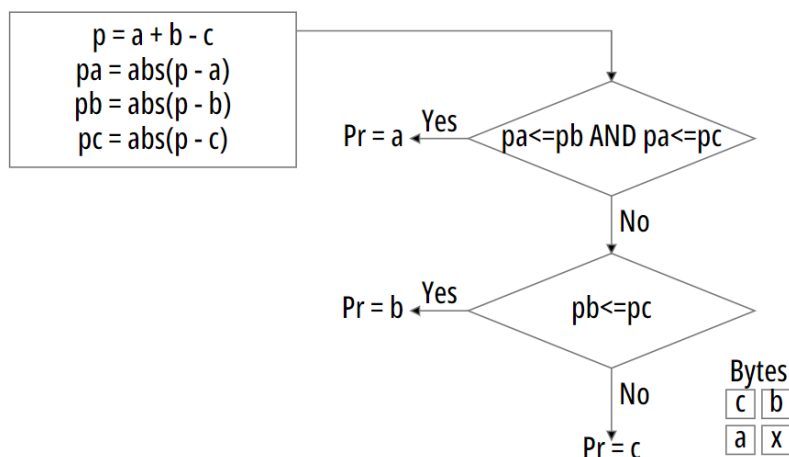 p = a + b - c
pa = abs(p - a)
pb = abs(p - b)
pc = abs(p - c)
Pr = a
Yes
pa<=pb AND pa<=pc
No
Pr = b
Yes
pb<=pc
No
Pr = c
Bytes
c b
a x